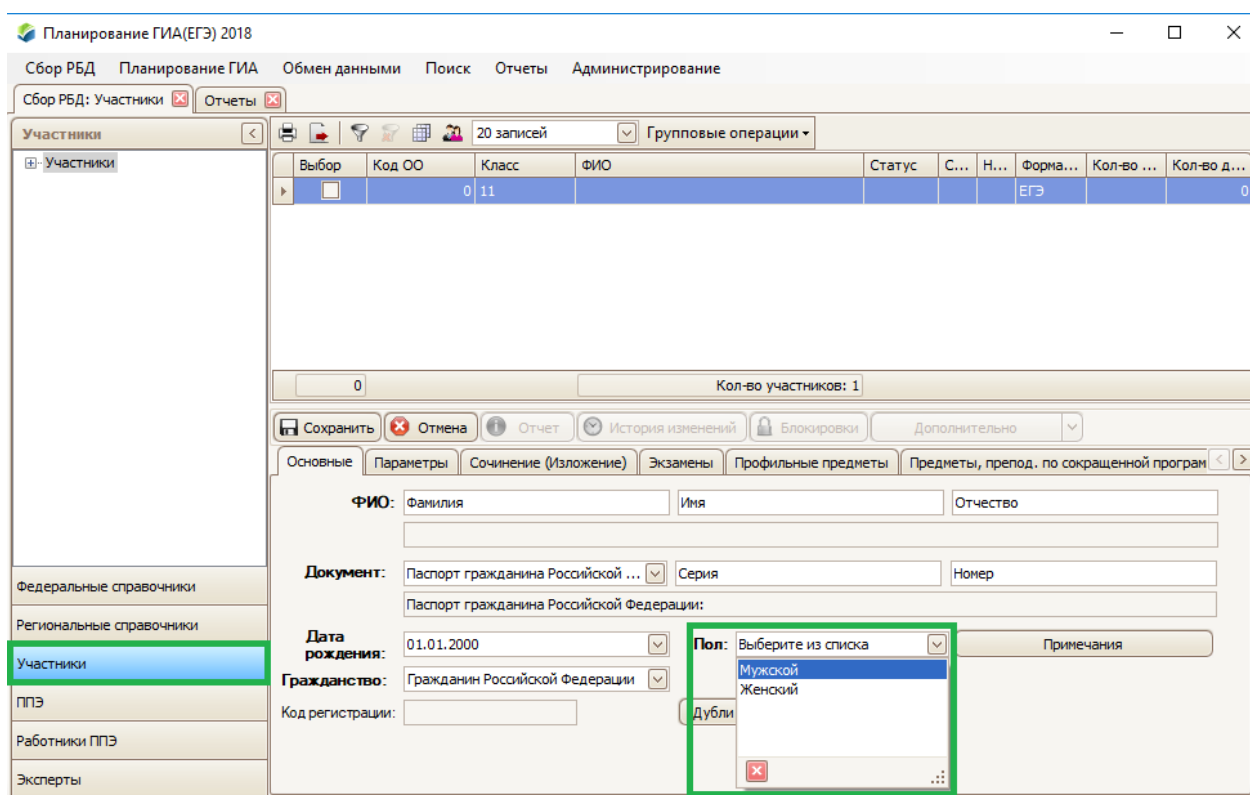 Планирование ГИА(ЕГЭ) 2018
Сбор РБД Планирование ГИА Обмен данными Поиск Отчеты Администрирование
Сбор РБД: Участники Отчеты
Участники
Участники
20 записей Групповые операции
Выбор Код ОО Класс ФИО Статус С... Н... Форма... Кол-во ... Кол-во д...
0 11 ЕГЭ 0
0 Кол-во участников: 1
Сохранить Отмена Отчет История изменений Блокировки Дополнительно
Основные Параметры Сочинение (Изложение) Экзамены Профильные предметы Предметы, препод. по сокращенной програм
ФИО: Фамилия Имя Отчество
Документ: Паспорт гражданина Российской ... Серия Номер
Паспорт гражданина Российской Федерации:
Дата рождения: 01.01.2000 Пол: Выберите из списка Примечания
Мужской
Гражданство: Гражданин Российской Федерации Женский
Код регистрации: Дубли
Федеральные справочники
Региональные справочники
Участники
ППЭ
Работники ППЭ
Эксперты